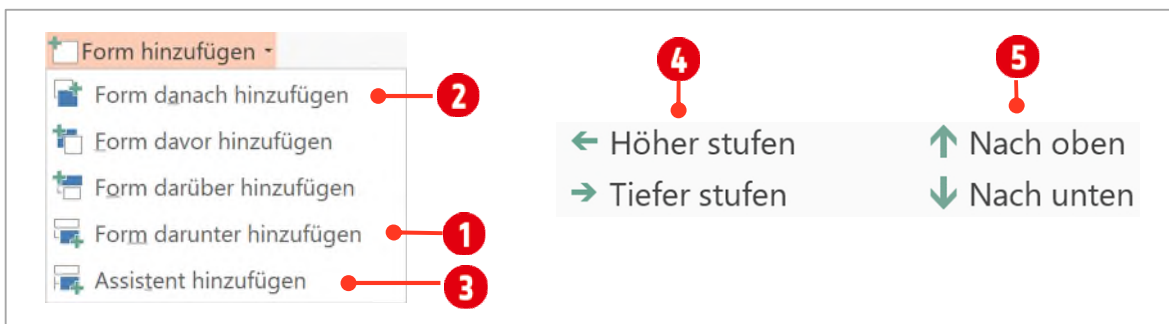 Form hinzufügen
Form danach hinzufügen 2
Form davor hinzufügen
Form darüber hinzufügen
Form darunter hinzufügen 1
Assistent hinzufügen 3
4
Höher stufen
Tiefer stufen
5
Nach oben
Nach unten